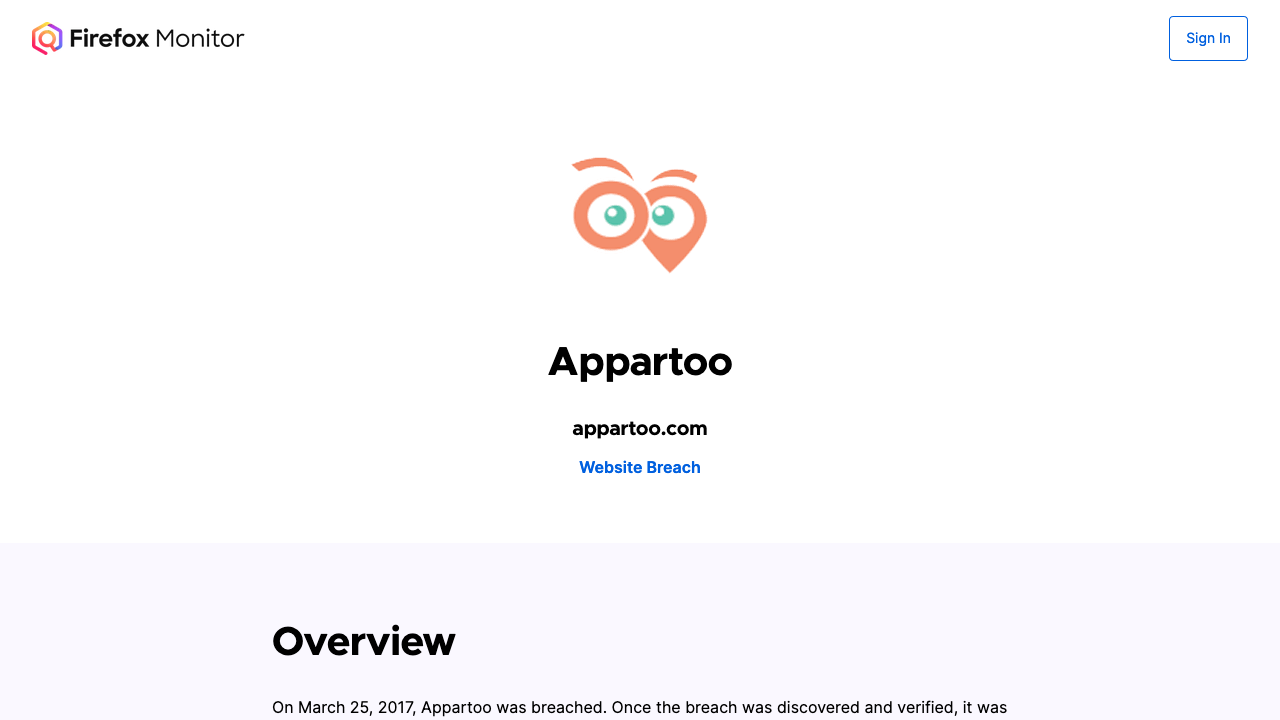 Firefox Monitor
Sign In
Appartoo
appartoo.com
Website Breach
Overview
On March 25, 2017, Appartoo was breached. Once the breach was discovered and verified, it was